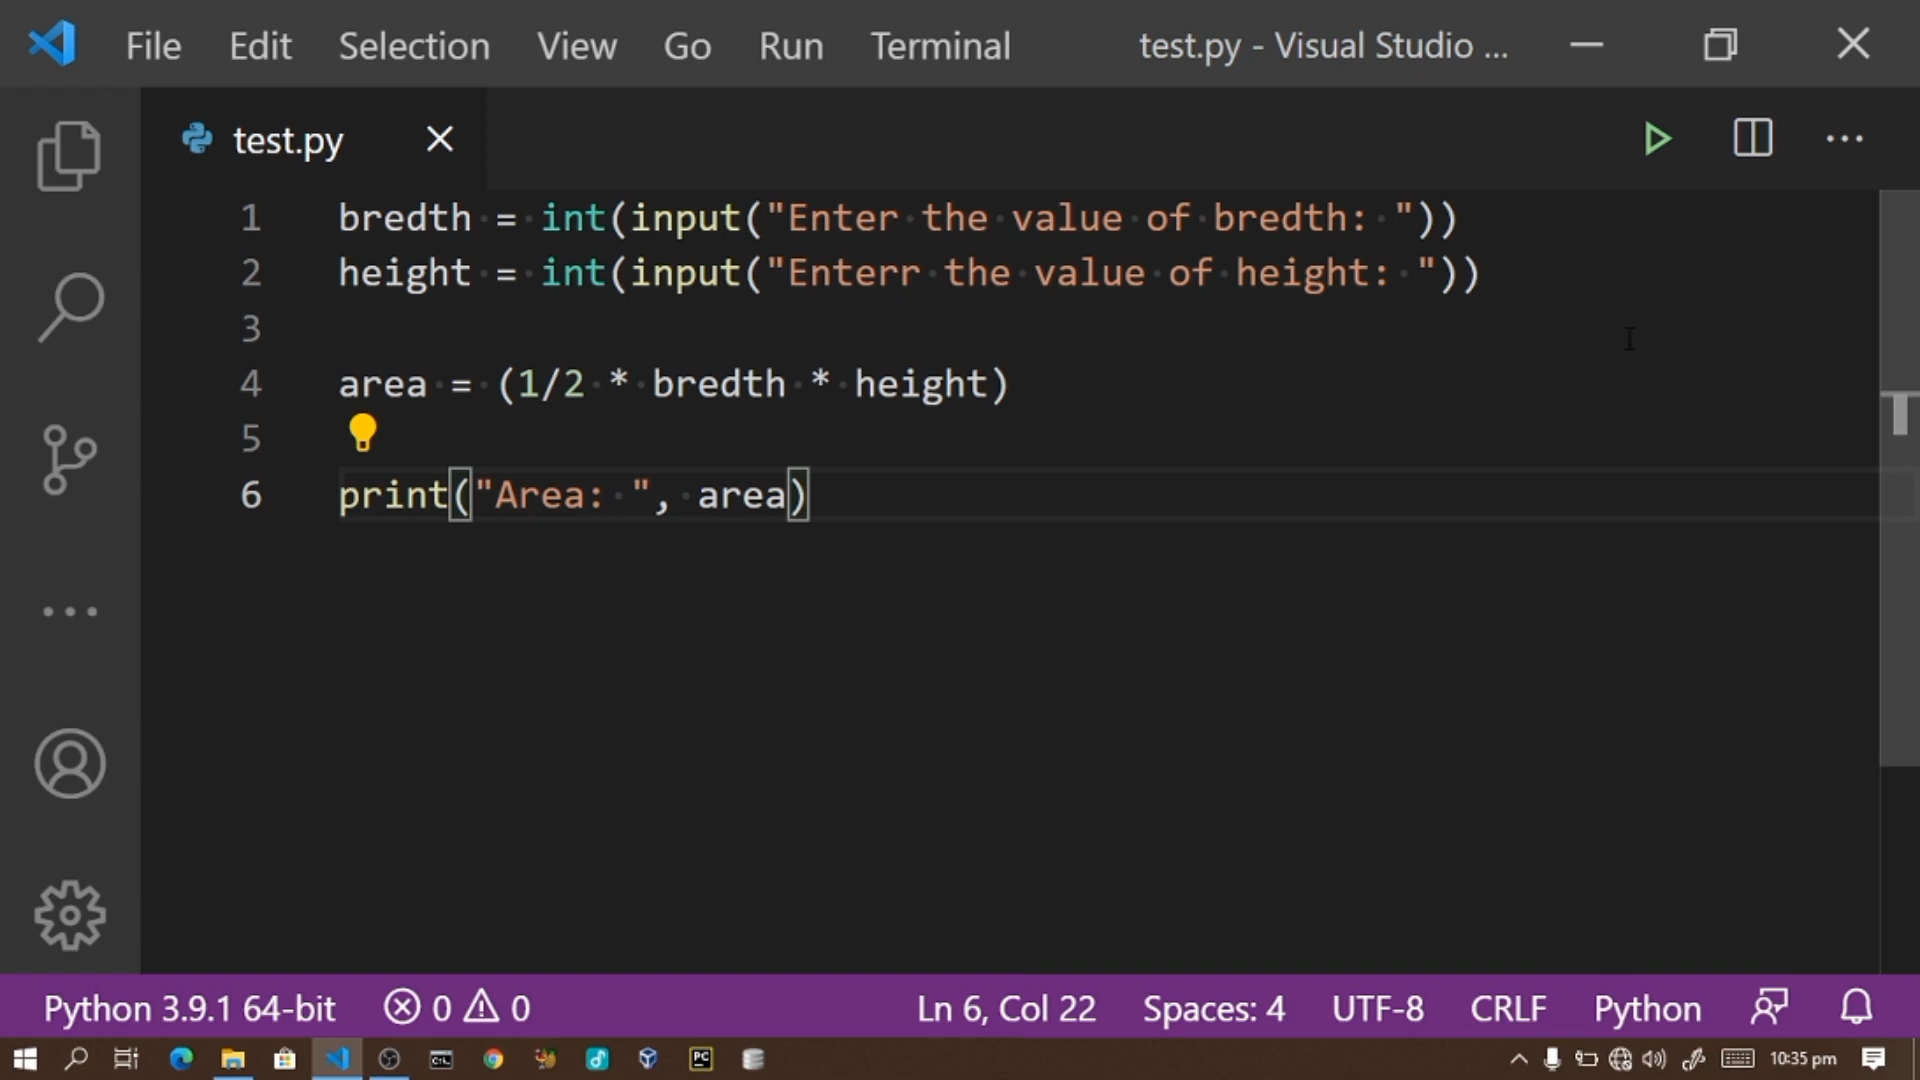 File Edit Selection View Go Run Terminal test.py - Visual Studio ...
test.py
1 bredth = int(input("Enter the value of bredth: "))
2 height = int(input("Enterr the value of height: "))
3
4 area = (1/2 * bredth * height)
5
6 print("Area: ", area)
Python 3.9.1 64-bit 0 0 Ln 6, Col 22 Spaces: 4 UTF-8 CRLF Python
PC 10:35 pm